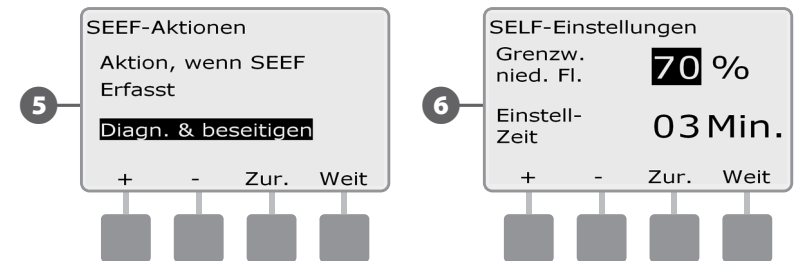 SEEF-Aktionen
Aktion, wenn SEEF
Erfasst
Diagn. & beseitigen
+ - Zur. Weit
5
SELF-Einstellungen
Grenzw.
nied. Fl. 70 %
Einstell-
Zeit 03 Min.
+ - Zur. Weit
6